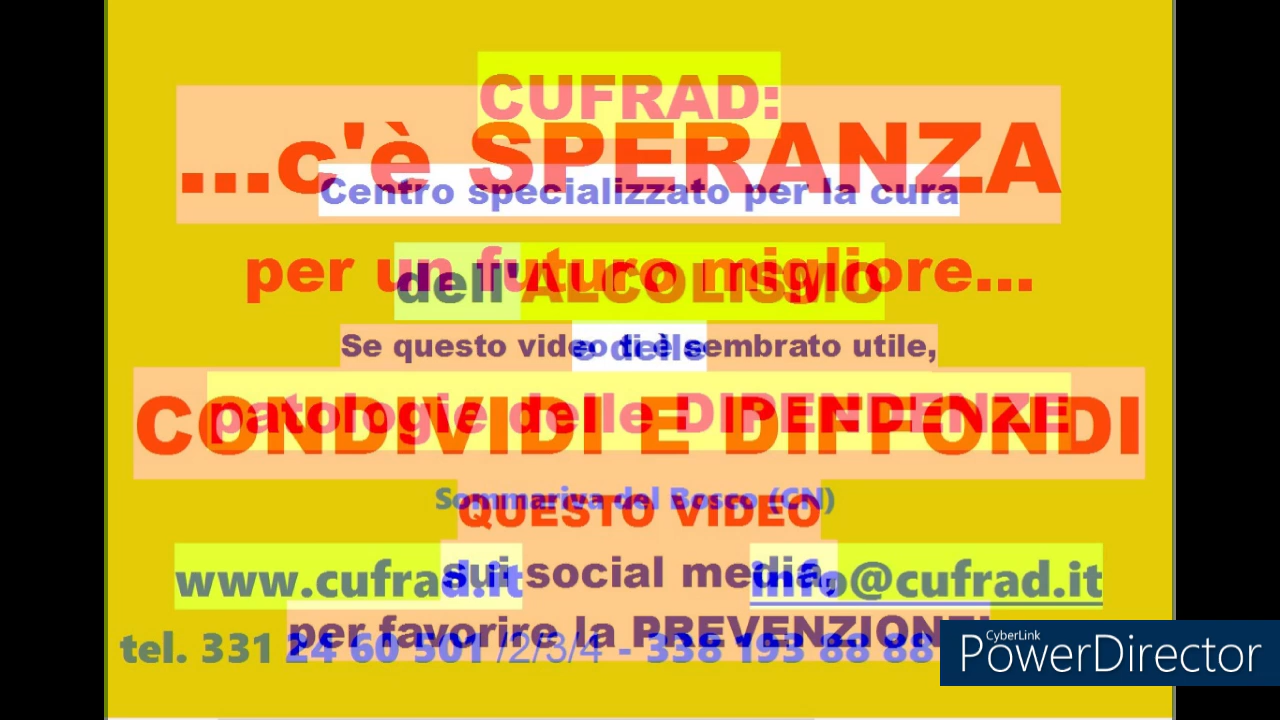 CUFRAD:
...c'è SPERANZA
Centro specializzato per la cura
per un futuro migliore...
dell'ALCOLISMO
Se questo video ti è sembrato utile,
e delle
patologie delle DIPENDENZE
CONDIVIDI E DIFFONDI
Sommariva del Bosco (CN)
QUESTO VIDEO
sui social media,
www.cufrad.it info@cufrad.it
per favorire la PREVENZIONE!
tel. 331 24 60 501 /2/3/4 - 338 193 88 88
CyberLink
PowerDirector